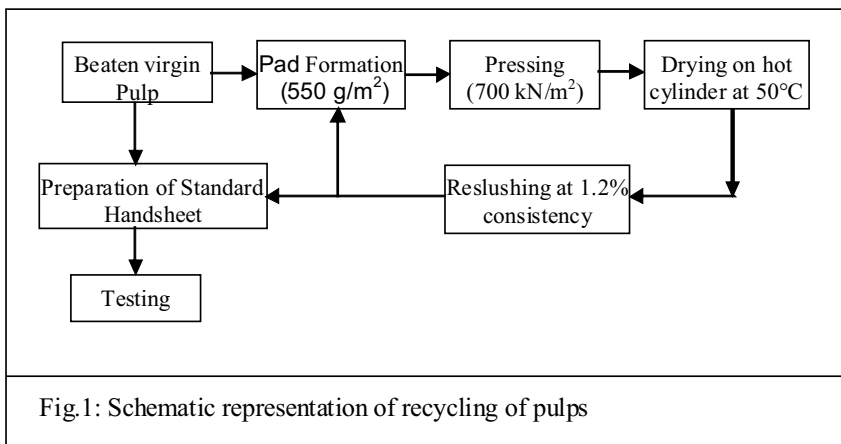 Beaten virgin
Pulp
Pad Formation
(550 g/m²)
Pressing
(700 kN/m²)
Drying on hot
cylinder at 50°C
Preparation of Standard
Handsheet
Reslushing at 1.2%
consistency
Testing
Fig.1: Schematic representation of recycling of pulps